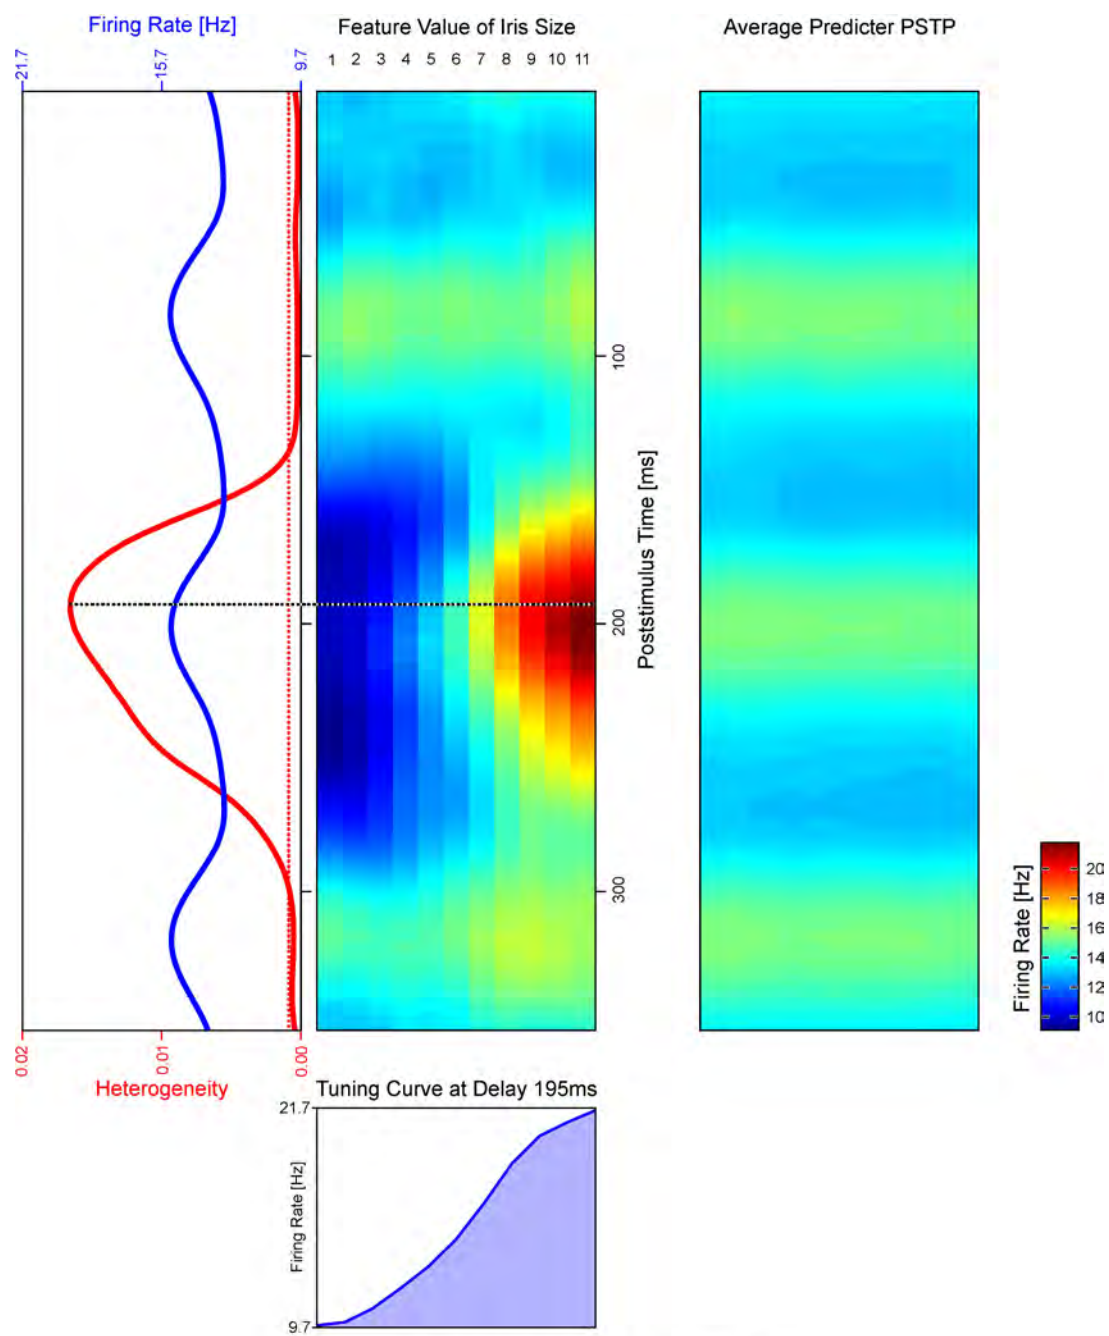 Firing Rate [Hz]
21.7
15.7
9.7
Feature Value of Iris Size
1 2 3 4 5 6 7 8 9 10 11
Average Predicter PSTP
100
200
300
Poststimulus Time [ms]
0.02
0.01
0.00
Heterogeneity
Firing Rate [Hz]
20
18
16
14
12
10
Tuning Curve at Delay 195ms
21.7
9.7
Firing Rate [Hz]